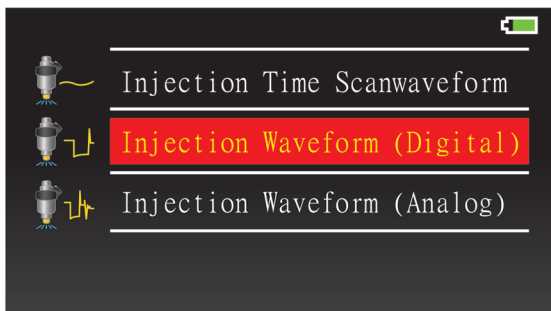 Injection Time Scanwaveform
Injection Waveform (Digital)
Injection Waveform (Analog)